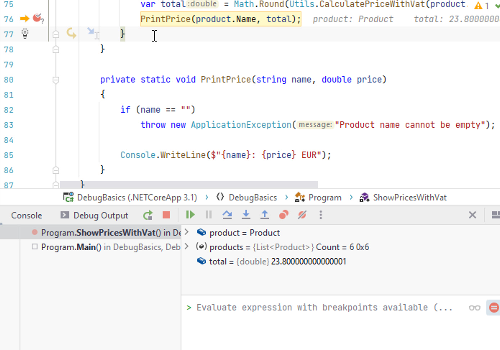 75 var total :double = Math.Round(Utils.CalculatePriceWithVat(product 1
76 PrintPrice(product.Name, total); product: Product total: 23.8000000
77 }
78 }
79
80 private static void PrintPrice(string name, double price)
81 {
82 if (name == "")
83 throw new ApplicationException( message: "Product name cannot be empty");
84
85 Console.WriteLine($"{name}: {price} EUR");
86 }
87 }
DebugBasics (.NETCoreApp 3.1) › {} DebugBasics › Program › ShowPricesWithVat
Console Debug Output
Program.ShowPricesWithVat() in De
Program.Main() in DebugBasics, De
product = Product
products = {List<Product>} Count = 6 0x6
total = {double} 23.800000000000001
> Evaluate expression with breakpoints available (...